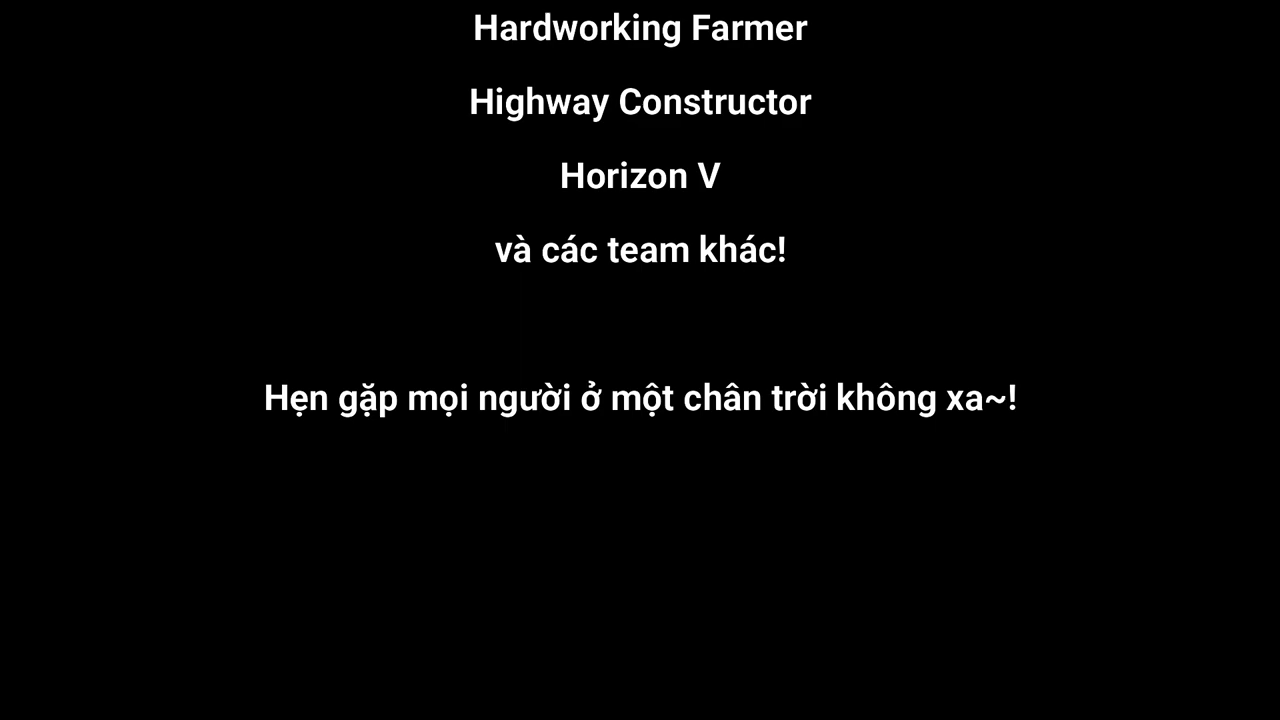 Hardworking Farmer
Highway Constructor
Horizon V
và các team khác!
Hẹn gặp mọi người ở một chân trời không xa~!